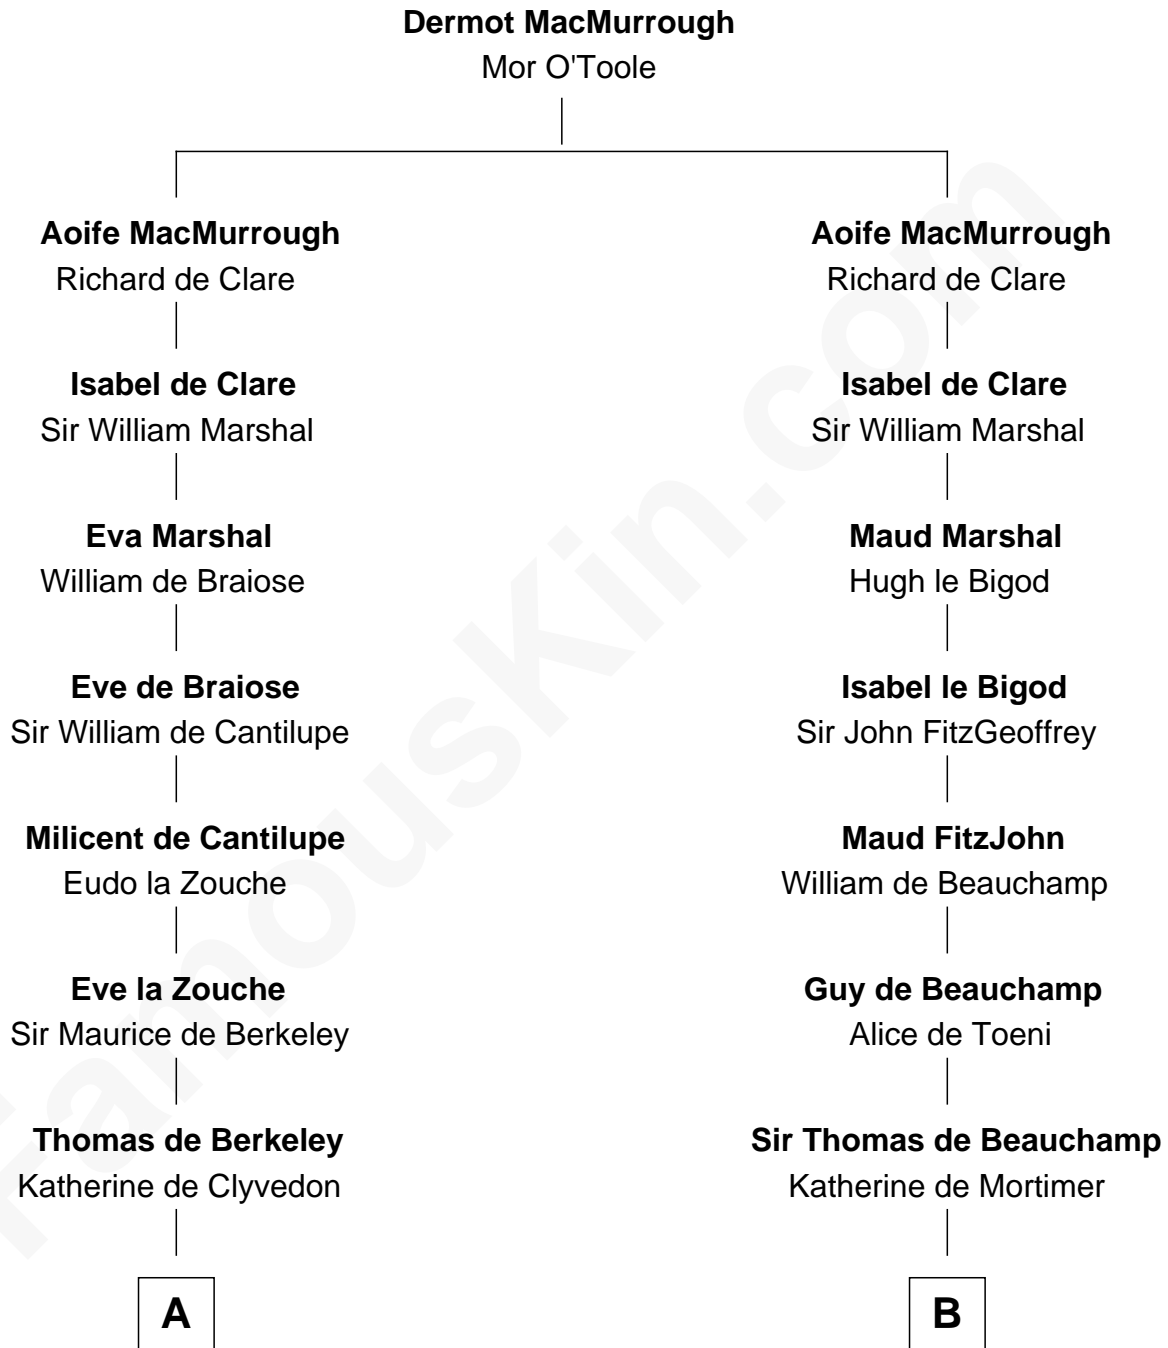 Dermot MacMurrough
Mor O'Toole
Aoife MacMurrough
Richard de Clare
Isabel de Clare
Sir William Marshal
Eva Marshal
William de Braiose
Eve de Braiose
Sir William de Cantilupe
Milicent de Cantilupe
Eudo la Zouche
Eve la Zouche
Sir Maurice de Berkeley
Thomas de Berkeley
Katherine de Clyvedon
A
Aoife MacMurrough
Richard de Clare
Isabel de Clare
Sir William Marshal
Maud Marshal
Hugh le Bigod
Isabel le Bigod
Sir John FitzGeoffrey
Maud FitzJohn
William de Beauchamp
Guy de Beauchamp
Alice de Toeni
Sir Thomas de Beauchamp
Katherine de Mortimer
B
FamousKin.com